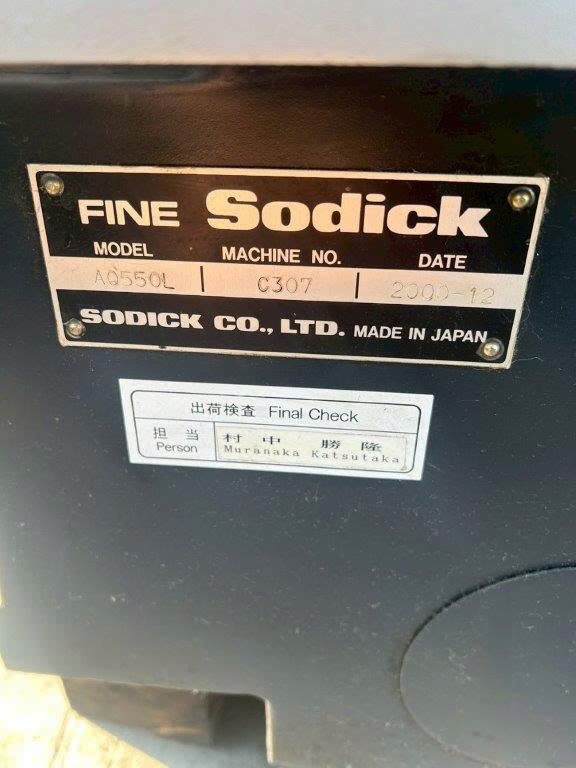 FINE Sodick
MODEL MACHINE NO. DATE
AQ550L C307 2000-12
SODICK CO., LTD. MADE IN JAPAN
出荷検査 Final Check
担当 村中 勝隆
Person Muranaka Katsutaka